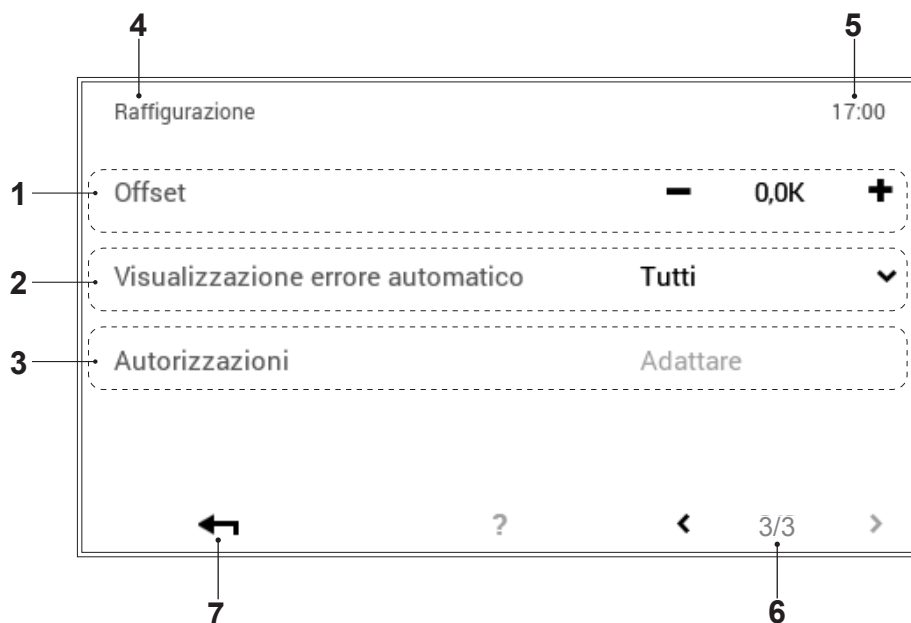 4 5
Raffigurazione 17:00
1 Offset − 0,0K +
2 Visualizzazione errore automatico Tutti
3 Autorizzazioni Adattare
? < 3/3 >
7 6